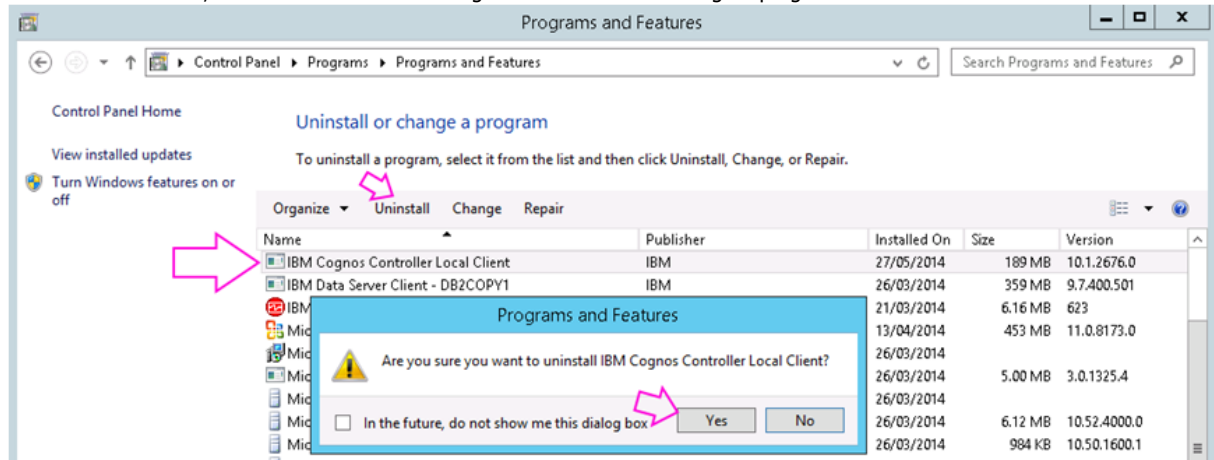 Programs and Features
Control Panel Programs Programs and Features Search Programs and Features
Control Panel Home
Uninstall or change a program
View installed updates
To uninstall a program, select it from the list and then click Uninstall, Change, or Repair.
Turn Windows features on or
off
Organize Uninstall Change Repair
Name Publisher Installed On Size Version
IBM Cognos Controller Local Client IBM 27/05/2014 189 MB 10.1.2676.0
IBM Data Server Client - DB2COPY1 IBM 26/03/2014 359 MB 9.7.400.501
IBM 21/03/2014 6.16 MB 623
Mic 13/04/2014 453 MB 11.0.8173.0
Mic 26/03/2014
Mic 26/03/2014 5.00 MB 3.0.1325.4
Mic 26/03/2014
Mic 26/03/2014 6.12 MB 10.52.4000.0
Mic 26/03/2014 984 KB 10.50.1600.1
Programs and Features
Are you sure you want to uninstall IBM Cognos Controller Local Client?
In the future, do not show me this dialog box Yes No